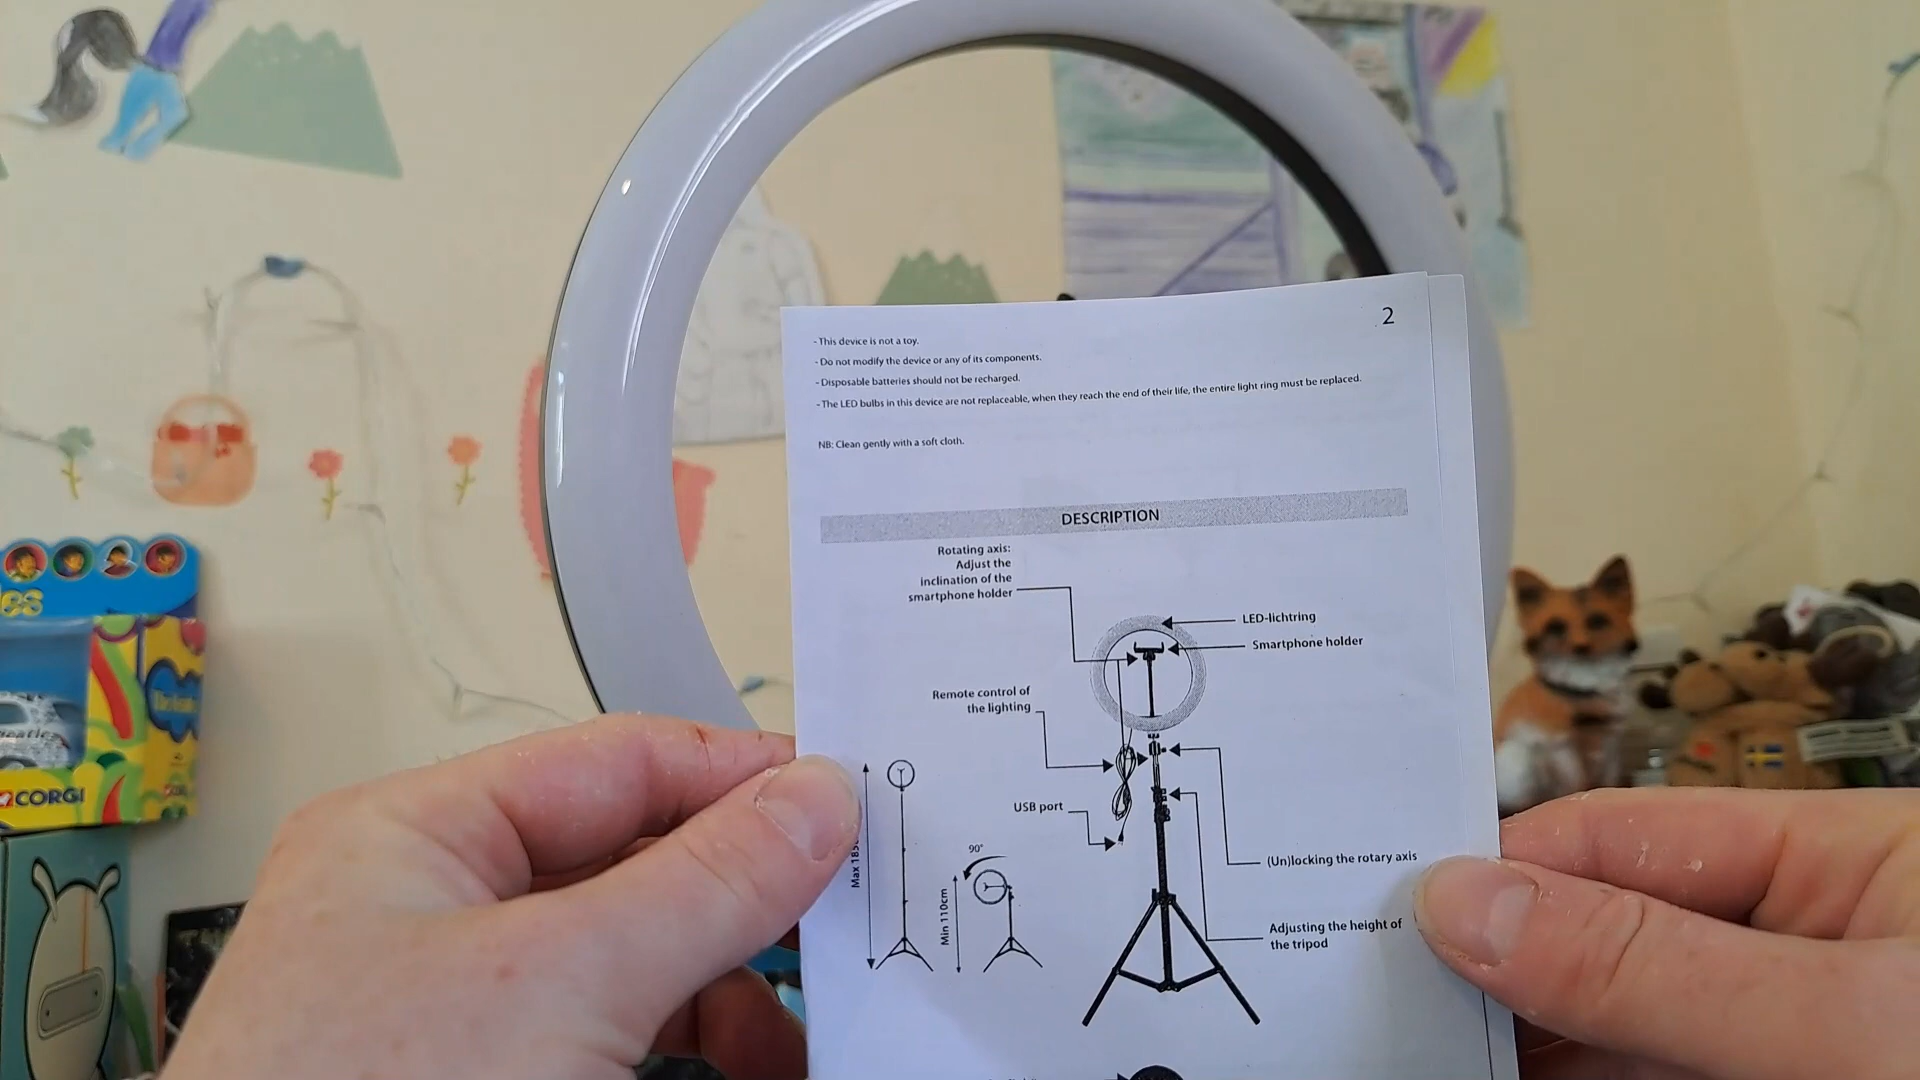 2
- This device is not a toy.
- Do not modify the device or any of its components.
- Disposable batteries should not be recharged.
- The LED bulbs in this device are not replaceable, when they reach the end of their life, the entire light ring must be replaced.
NB: Clean gently with a soft cloth.
DESCRIPTION
Rotating axis:
Adjust the
inclination of the
smartphone holder
LED-lichtring
Smartphone holder
Remote control of
the lighting
USB port
90°
Max 185
Min 110cm
(Un)locking the rotary axis
Adjusting the height of
the tripod
CORGI